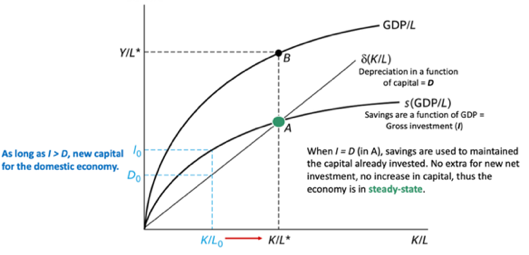 GDP/L
Y/L*
B
δ(K/L)
Depreciation in a function
of capital = D
s(GDP/L)
Savings are a function of GDP =
Gross investment (I)
A
As long as I > D, new capital
for the domestic economy.
I₀
D₀
When I = D (in A), savings are used to maintained
the capital already invested. No extra for new net
investment, no increase in capital, thus the
economy is in steady-state.
K/L₀
K/L*
K/L